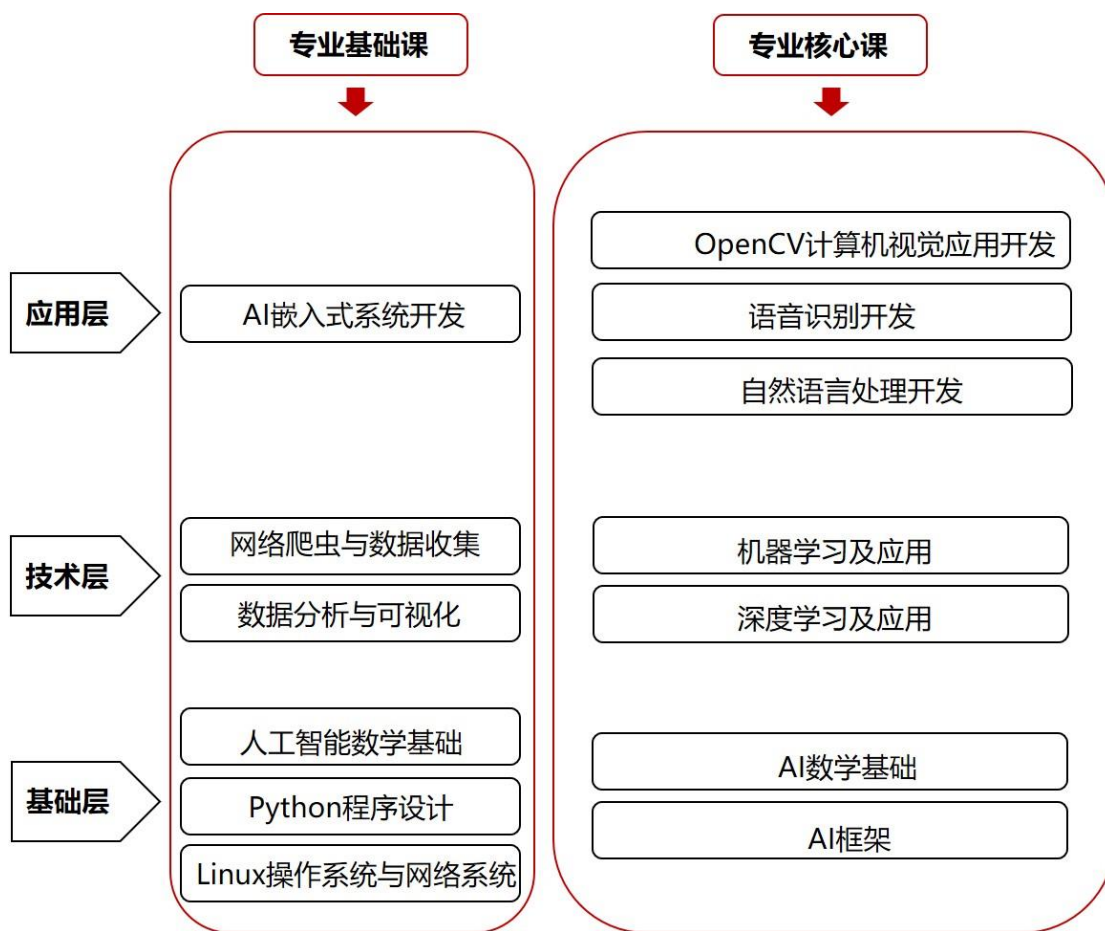 专业基础课
专业核心课
应用层
AI嵌入式系统开发
OpenCV计算机视觉应用开发
语音识别开发
自然语言处理开发
技术层
网络爬虫与数据收集
数据分析与可视化
机器学习及应用
深度学习及应用
基础层
人工智能数学基础
Python程序设计
Linux操作系统与网络系统
AI数学基础
AI框架